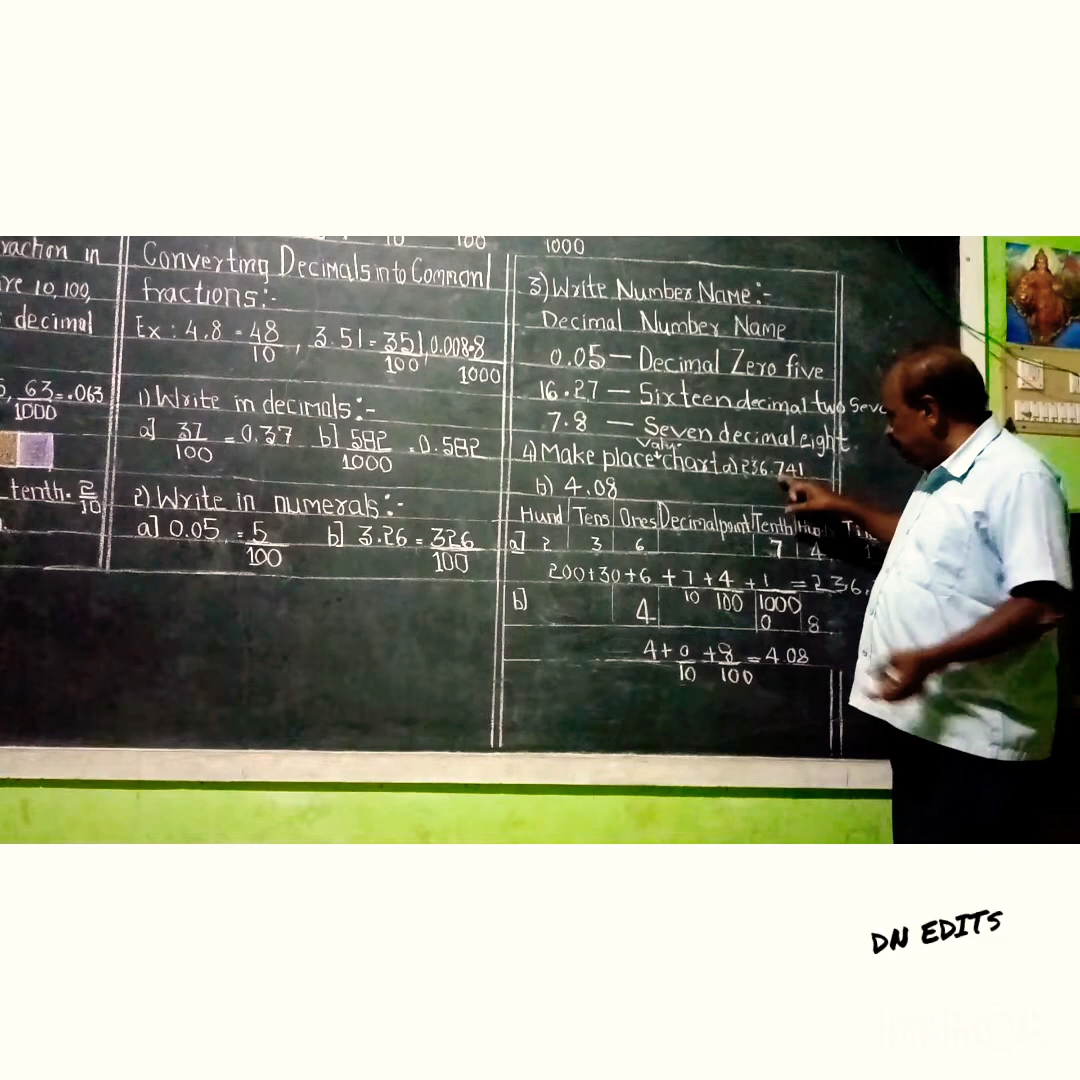 raction in
re 10, 100,
decimal
63/1000 = .063
tenth. 2/10
10 100 1000
Converting Decimals into Common
fractions:-
Ex: 4.8 = 48/10, 3.51 = 351/100, 0.008 = 8/1000
1) Write in decimals:-
a] 37/100 = 0.37 b] 582/1000 = 0.582
2) Write in numerals:-
a] 0.05 = 5/100 b] 3.26 = 326/100
3) Write Number Name:-
Decimal Number Name
0.05 — Decimal Zero five
16.27 — Sixteen decimal two Seve
7.8 — Seven decimal eight.
4) Make place value chart a) 236.741
b) 4.08
Hund Tens Ones Decimal point Tenth
a] 2 3 6 7 4
200+30+6+7/10+4/100+1/1000=236.
b] 4 0 8
4+0/10+8/100=4.08
DN EDITS